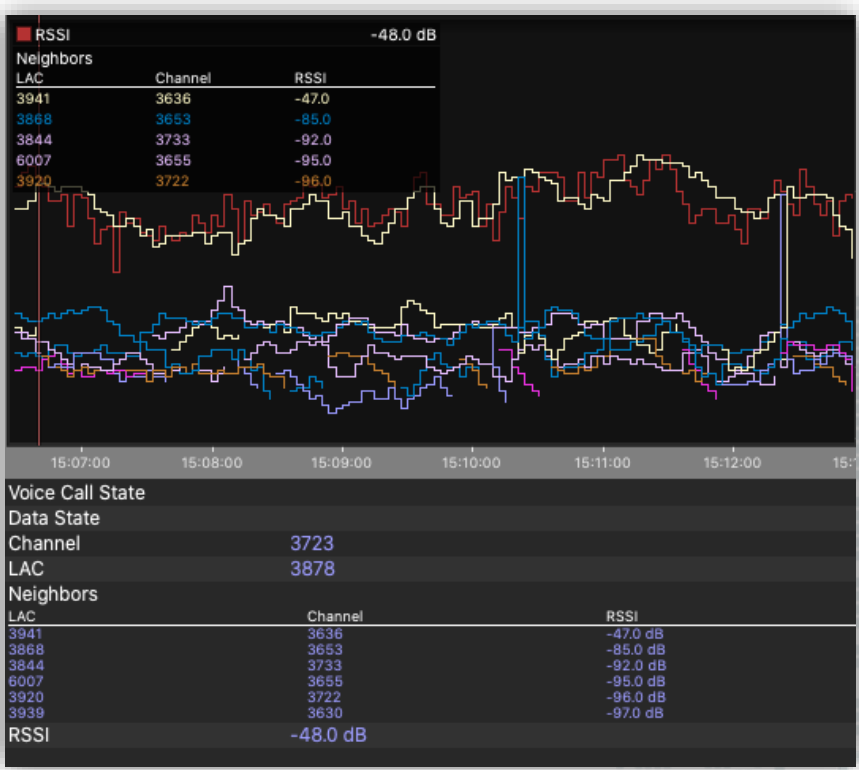 RSSI -48.0 dB
Neighbors
LAC Channel RSSI
3941 3636 -47.0
3868 3653 -85.0
3844 3733 -92.0
6007 3655 -95.0
3920 3722 -96.0
15:07:00 15:08:00 15:09:00 15:10:00 15:11:00 15:12:00 15:
Voice Call State
Data State
Channel 3723
LAC 3878
Neighbors
LAC Channel RSSI
3941 3636 -47.0 dB
3868 3653 -85.0 dB
3844 3733 -92.0 dB
6007 3655 -95.0 dB
3920 3722 -96.0 dB
3939 3630 -97.0 dB
RSSI -48.0 dB